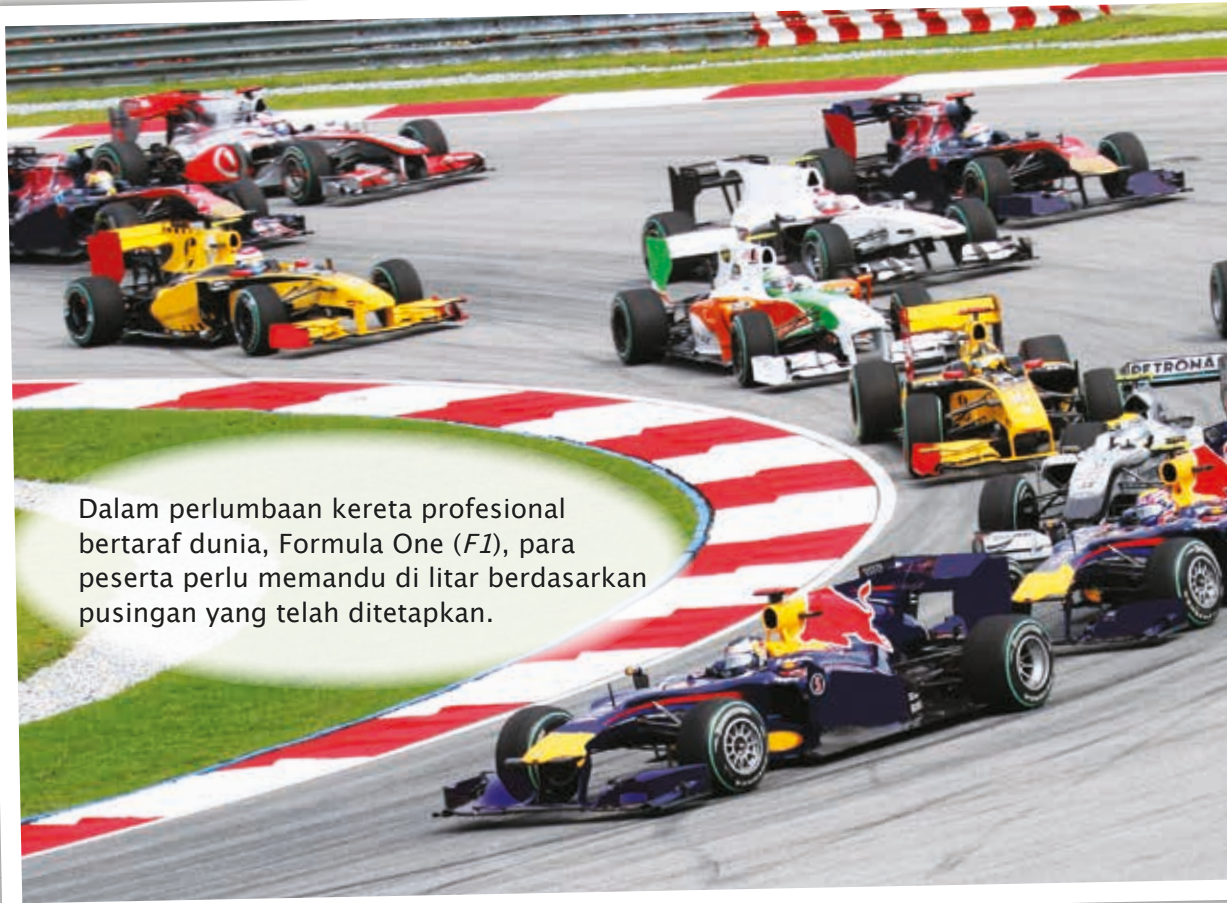 PETRONA
Dalam perlumbaan kereta profesional
bertaraf dunia, Formula One (F1), para
peserta perlu memandu di litar berdasarkan
pusingan yang telah ditetapkan.
5